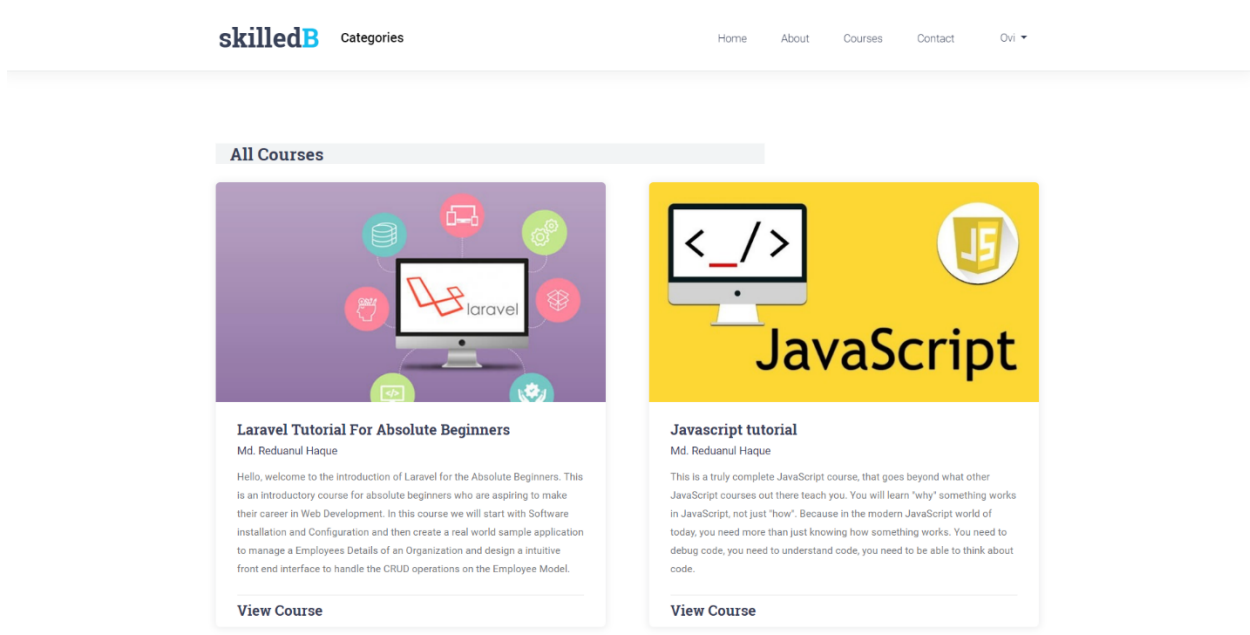 skilledB Categories Home About Courses Contact Ovi
All Courses
laravel
</>
< _ / >
JS
JavaScript
Laravel Tutorial For Absolute Beginners
Md. Reduanul Haque
Hello, welcome to the introduction of Laravel for the Absolute Beginners. This
is an introductory course for absolute beginners who are aspiring to make
their career in Web Development. In this course we will start with Software
installation and Configuration and then create a real world sample application
to manage a Employees Details of an Organization and design a intuitive
front end interface to handle the CRUD operations on the Employee Model.
View Course
Javascript tutorial
Md. Reduanul Haque
This is a truly complete JavaScript course, that goes beyond what other
JavaScript courses out there teach you. You will learn "why" something works
in JavaScript, not just "how". Because in the modern JavaScript world of
today, you need more than just knowing how something works. You need to
debug code, you need to understand code, you need to be able to think about
code.
View Course